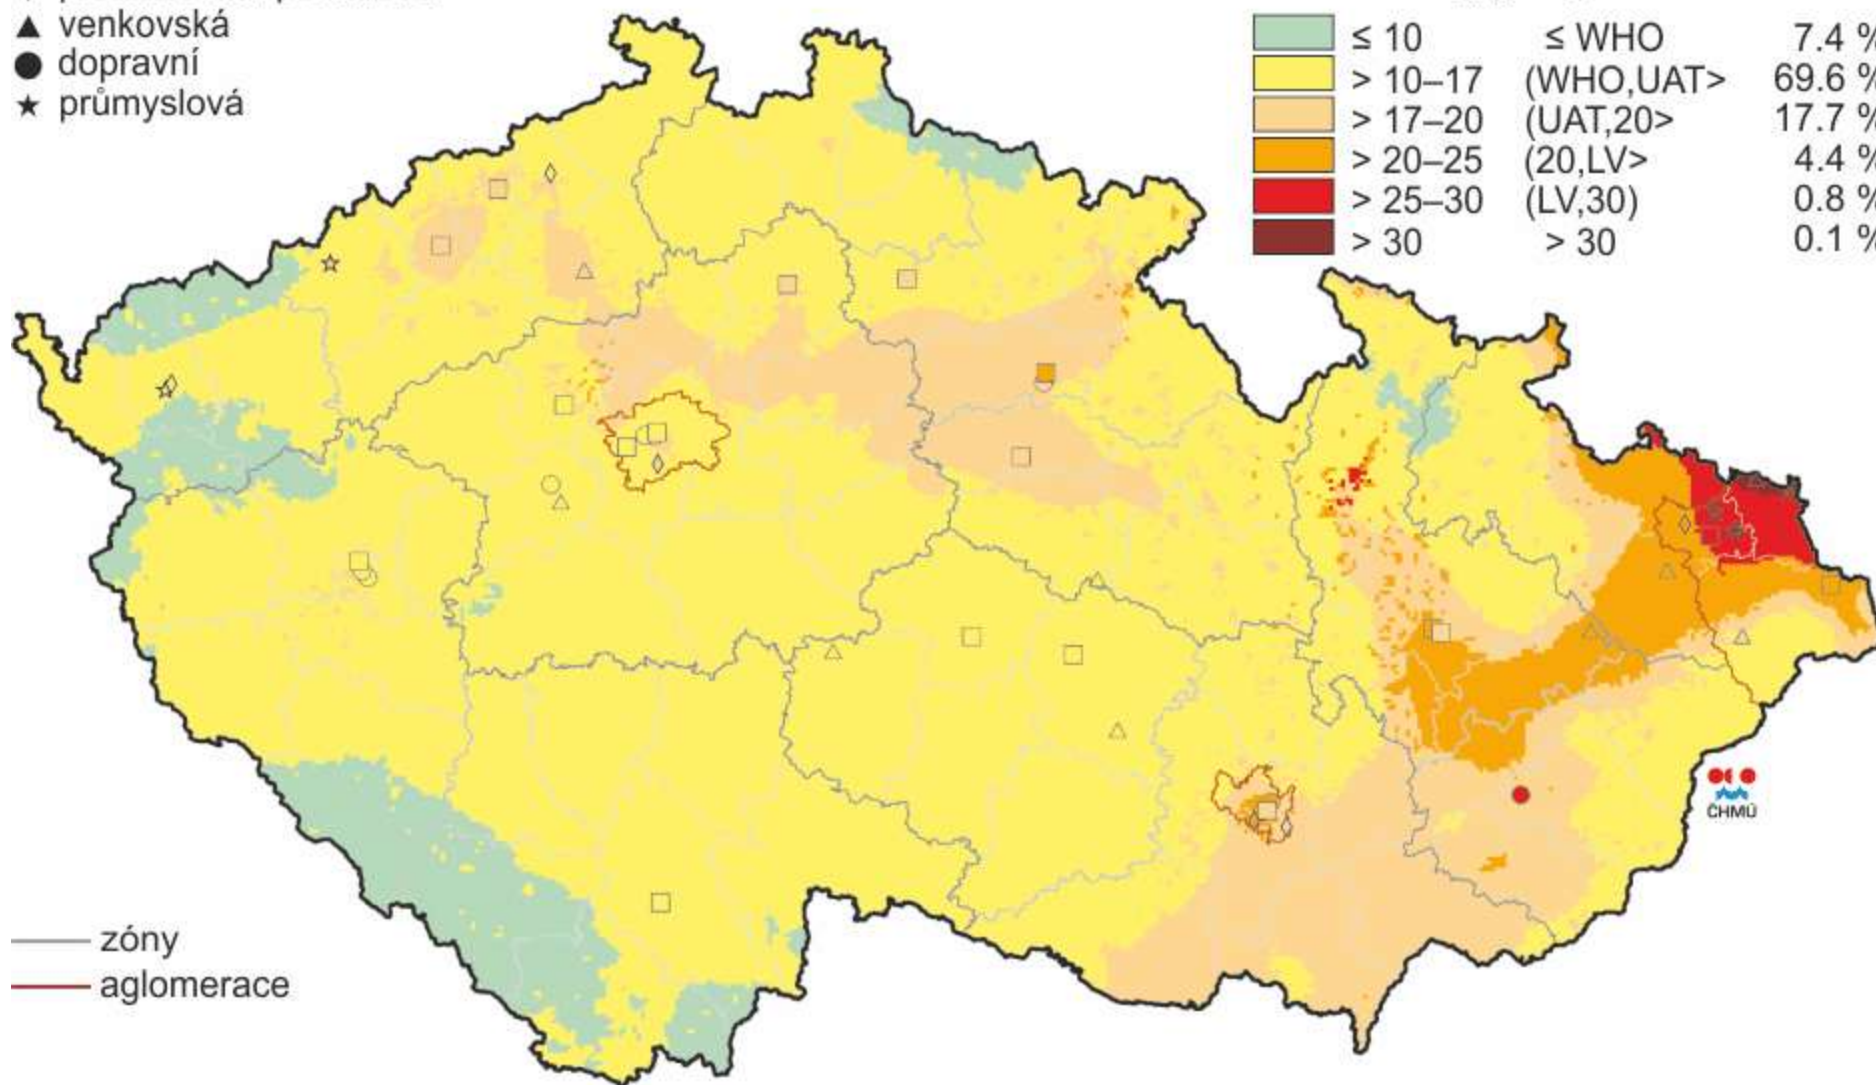 venkovská
dopravní
průmyslová
≤ 10 ≤ WHO 7.4 %
> 10–17 (WHO,UAT> 69.6 %
> 17–20 (UAT,20> 17.7 %
> 20–25 (20,LV> 4.4 %
> 25–30 (LV,30) 0.8 %
> 30 > 30 0.1 %
ČHMÚ
zóny
aglomerace